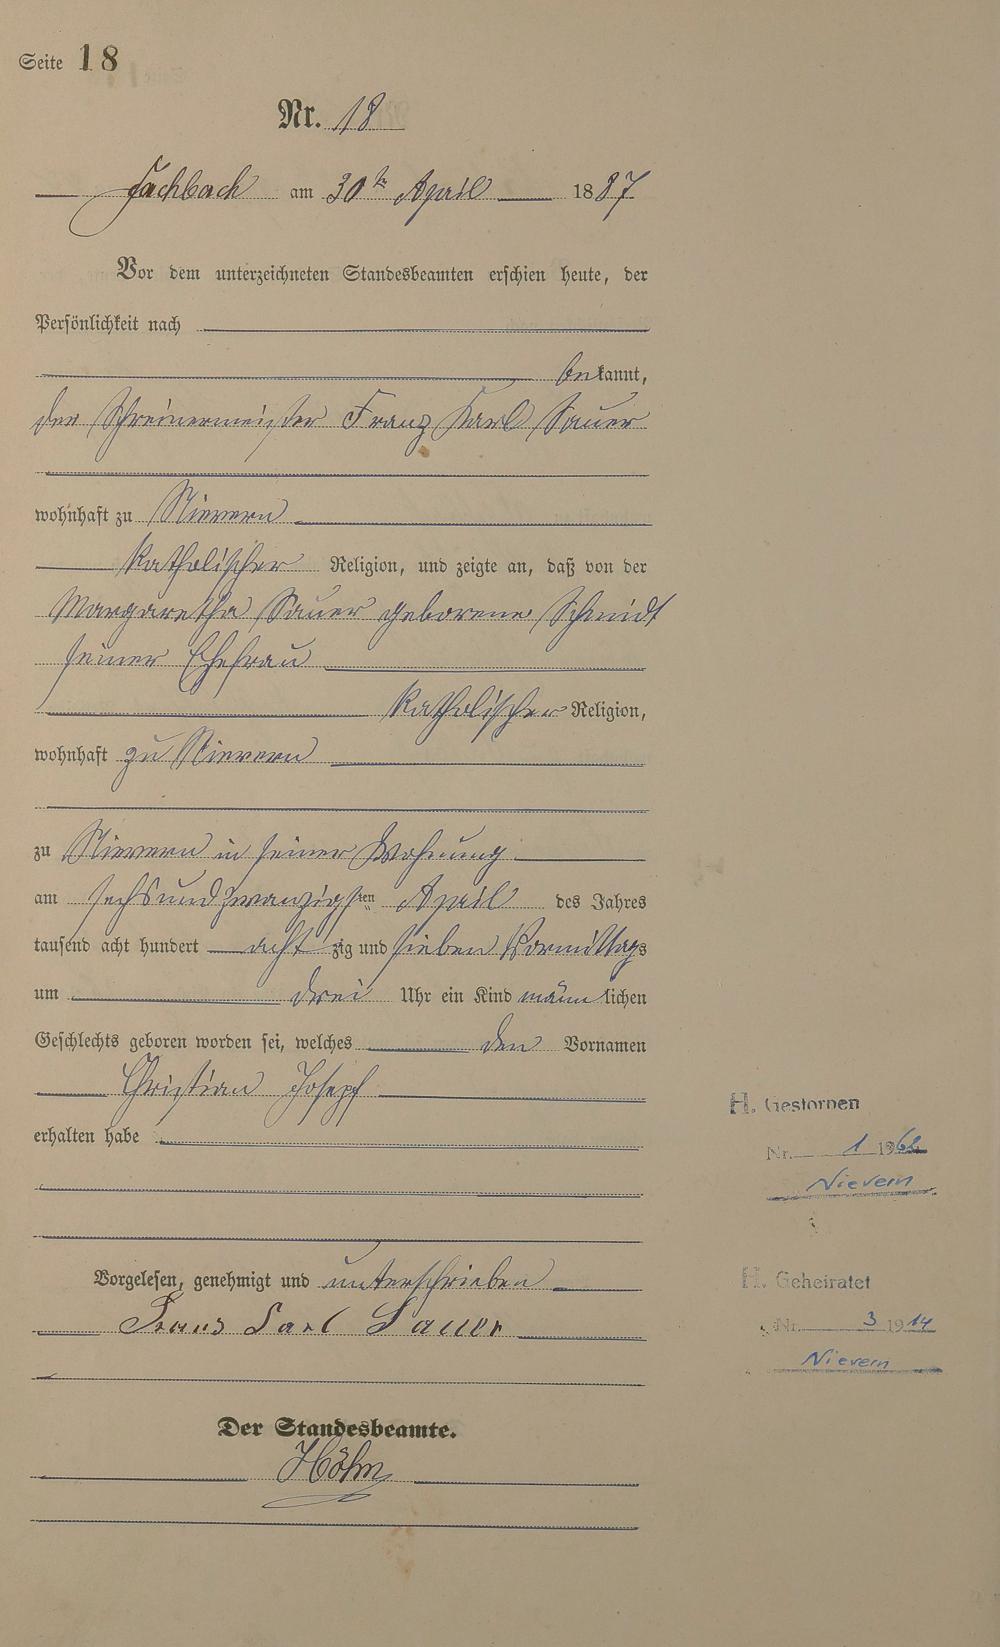 Seite 18
Nr. 18
Fachbach am 30ten April 1887
Vor dem unterzeichneten Standesbeamten erschien heute, der
Persönlichkeit nach
bekannt,
der Schreinermeister Franz Karl Sauer
wohnhaft zu Nievern
katholischer Religion, und zeigte an, daß von der
Margaretha Sauer geborene Schmidt
seiner Ehefrau
katholischer Religion,
wohnhaft zu Nievern
zu Nievern in seiner Wohnung
am sechsundzwanzigsten April des Jahres
tausend acht hundert achtzig und sieben Vormittags
um drei Uhr ein Kind männlichen
Geschlechts geboren worden sei, welches den Vornamen
Christian Joseph
H. Gestorben
erhalten habe
Nr. 1 1962
Nievern
Vorgelesen, genehmigt und unterschrieben
H. Geheiratet
Franz Carl Sauer
Nr. 3 1914
Nievern
Der Standesbeamte.
Höhn